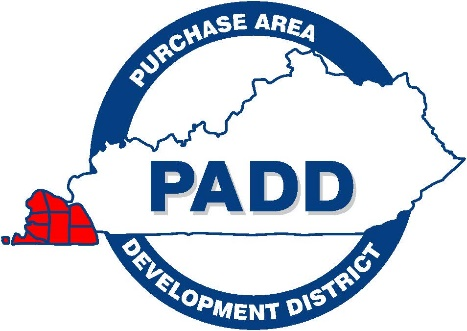 PURCHASE AREA
PADD
DEVELOPMENT DISTRICT